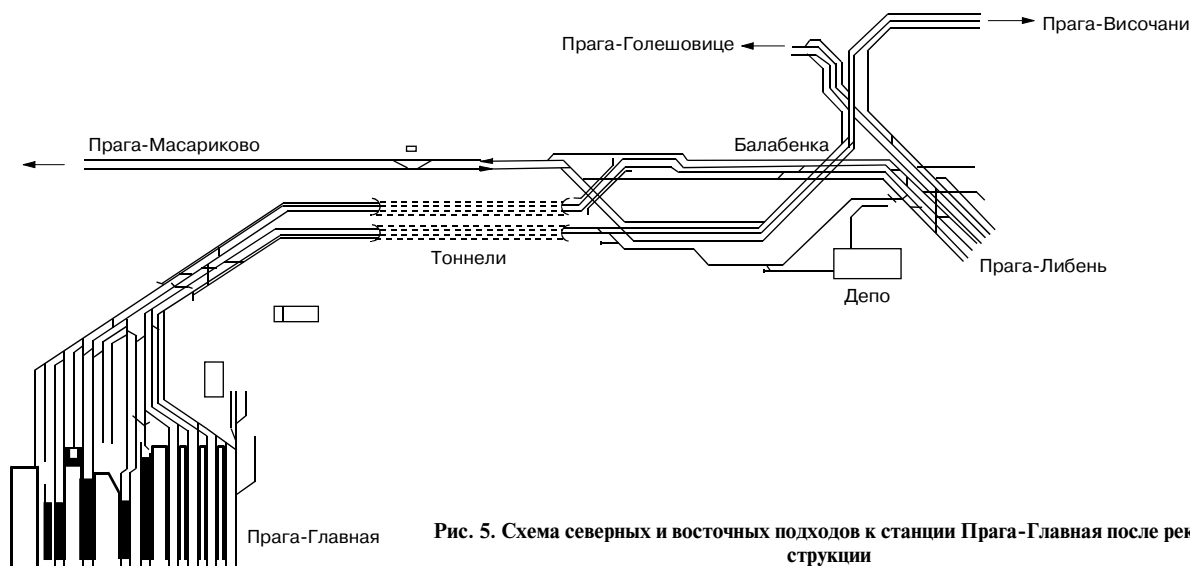 Прага-Височани
Прага-Голешовице
Прага-Масариково
Балабенка
Тоннели
Прага-Либень
Депо
Прага-Главная
Рис. 5. Схема северных и восточных подходов к станции Прага-Главная после рек
струкции